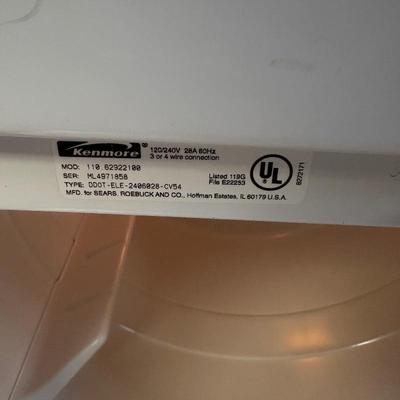 Kenmore ®
120/240V 28A 60Hz
3 or 4 wire connection
MOD: 110.62922100
SER: ML4971858
TYPE: DDOT-ELE-2406028-CV54
MFD. for SEARS, ROEBUCK AND CO., Hoffman Estates, IL 60179 U.S.A.
Listed 119G
File E22253
UL
8272171